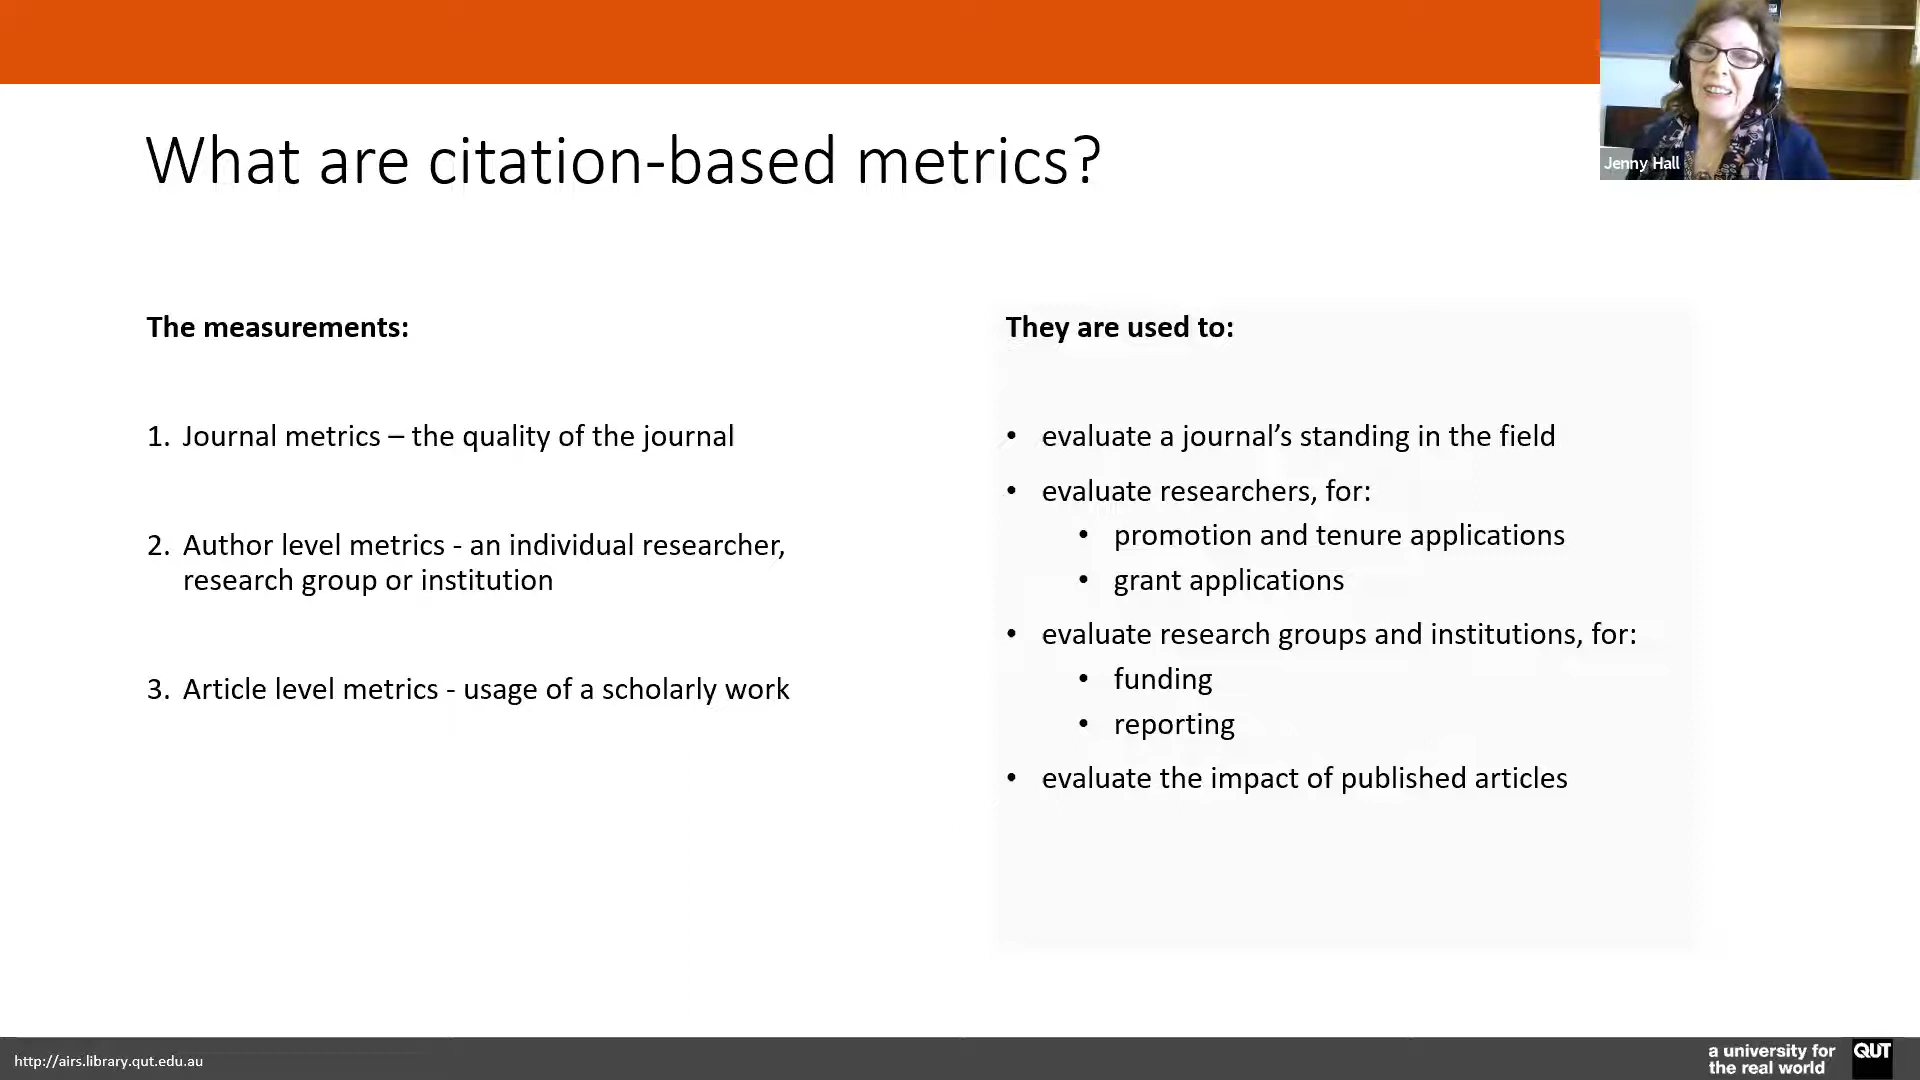 Jenny Hall
What are citation-based metrics?
The measurements:
1. Journal metrics – the quality of the journal
2. Author level metrics - an individual researcher,
research group or institution
3. Article level metrics - usage of a scholarly work
They are used to:
• evaluate a journal’s standing in the field
• evaluate researchers, for:
• promotion and tenure applications
• grant applications
• evaluate research groups and institutions, for:
• funding
• reporting
• evaluate the impact of published articles
http://airs.library.qut.edu.au
a university for
the real world
QUT